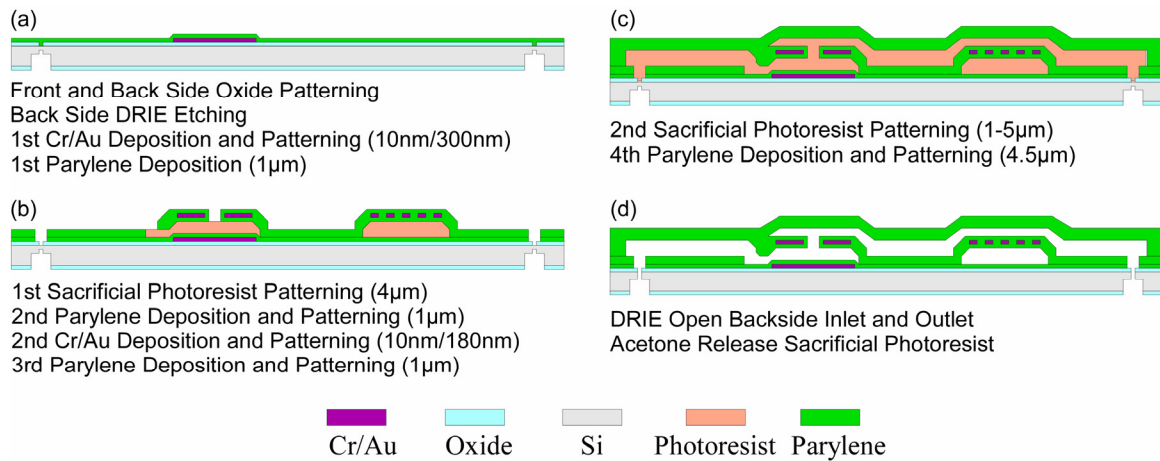 (a)
Front and Back Side Oxide Patterning
Back Side DRIE Etching
1st Cr/Au Deposition and Patterning (10nm/300nm)
1st Parylene Deposition (1µm)
(b)
1st Sacrificial Photoresist Patterning (4µm)
2nd Parylene Deposition and Patterning (1µm)
2nd Cr/Au Deposition and Patterning (10nm/180nm)
3rd Parylene Deposition and Patterning (1µm)
(c)
2nd Sacrificial Photoresist Patterning (1-5µm)
4th Parylene Deposition and Patterning (4.5µm)
(d)
DRIE Open Backside Inlet and Outlet
Acetone Release Sacrificial Photoresist
Cr/Au Oxide Si Photoresist Parylene